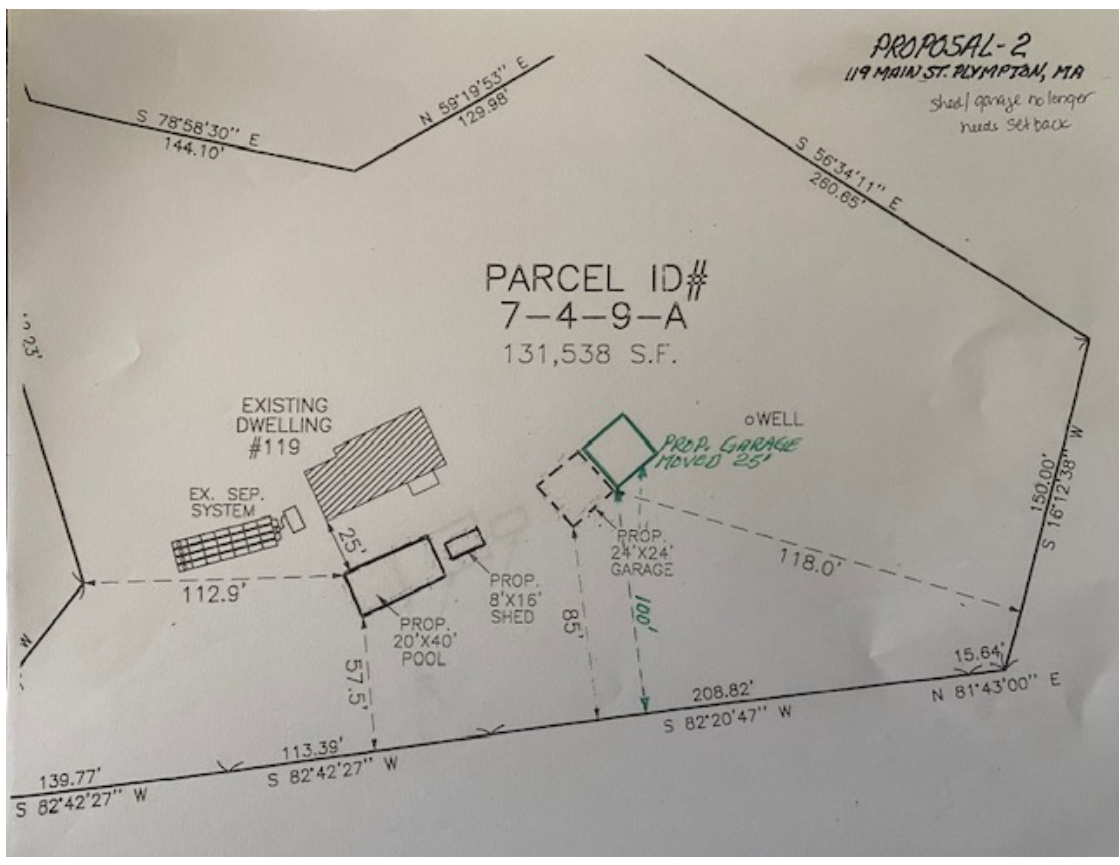 PROPOSAL-2
119 MAIN ST. PLYMPTON, MA
shed/ garage no longer
needs setback
S 78°58'30" E
144.10'
N 59°19'53" E
129.98'
S 56°34'11" E
260.65'
PARCEL ID#
7-4-9-A
131,538 S.F.
23'
EXISTING
DWELLING
#119
WELL
PROP. GARAGE
MOVED 25'
150.00'
S 16°12'38" W
EX. SEP.
SYSTEM
25'
PROP.
24'X24'
GARAGE
118.0'
112.9'
PROP.
8'X16'
SHED
PROP.
20'X40'
POOL
85'
100'
57.5'
W
15.64'
N 81°43'00" E
208.82'
S 82°20'47" W
113.39'
S 82°42'27" W
139.77'
S 82°42'27" W